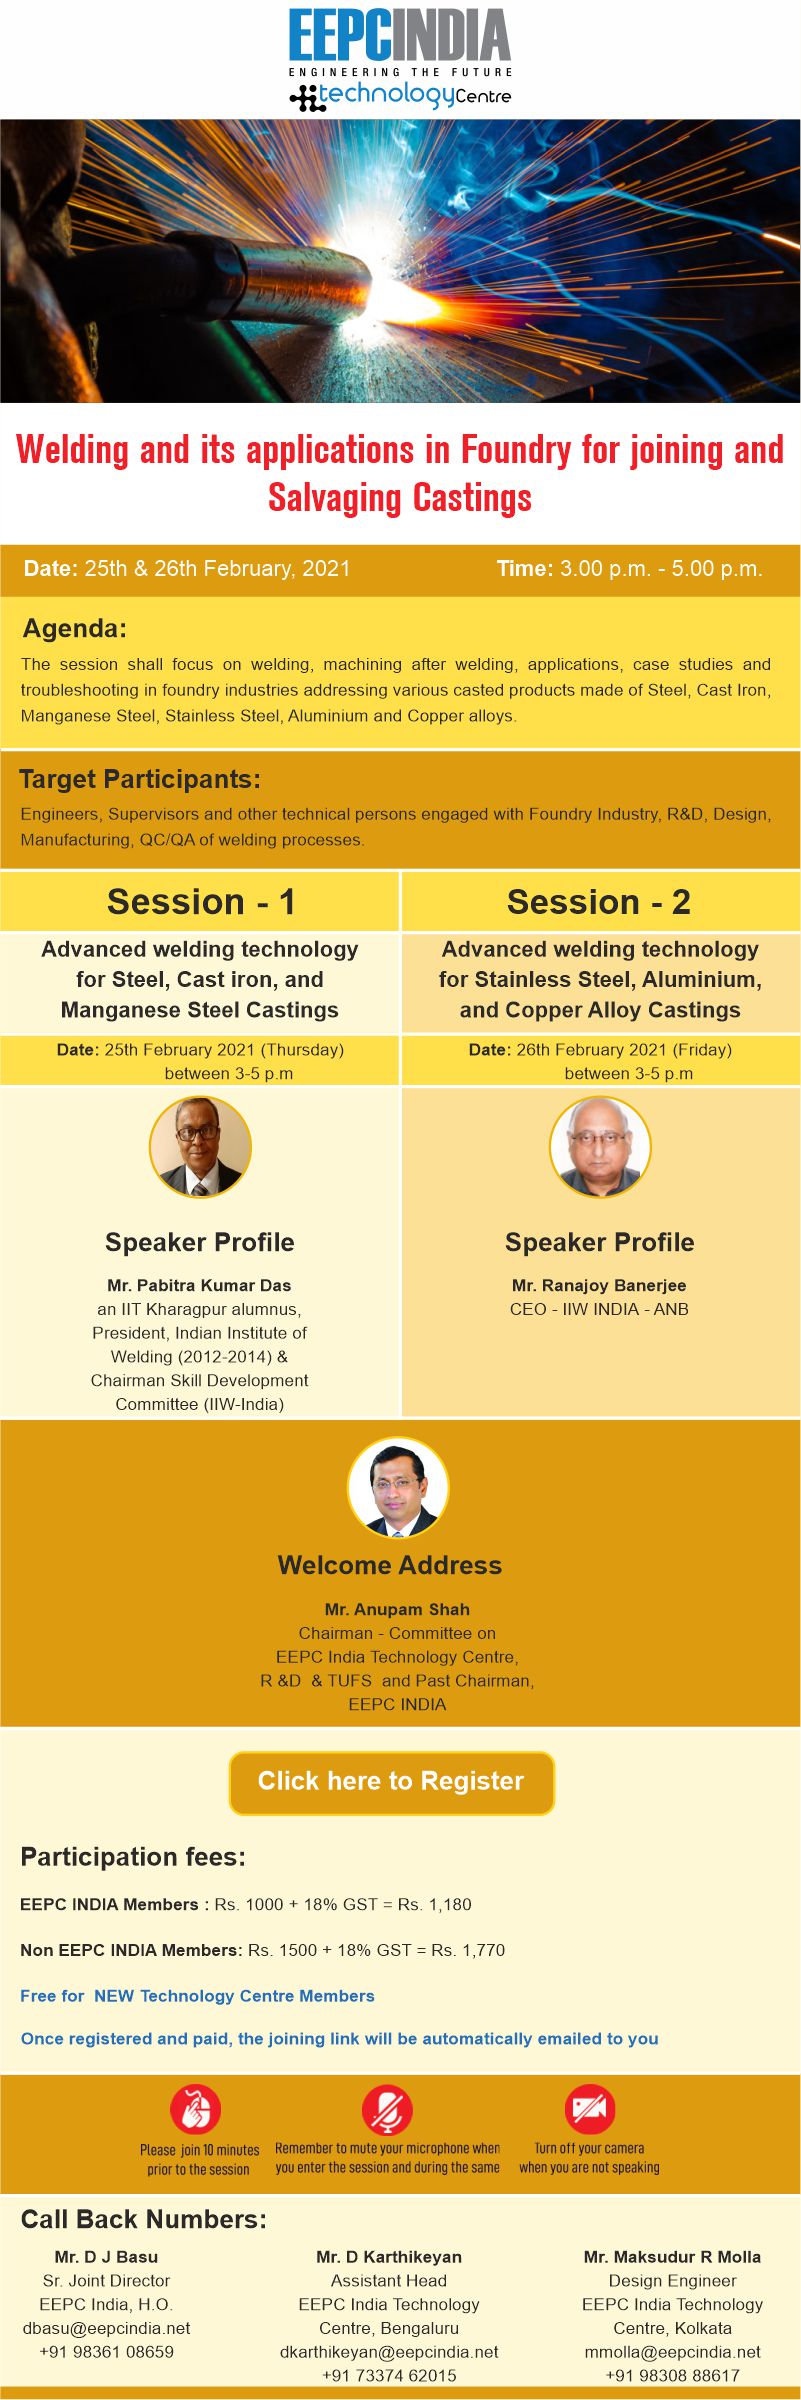 EEPCINDIA
ENGINEERING THE FUTURE
technologyCentre
Welding and its applications in Foundry for joining and
Salvaging Castings
Date: 25th & 26th February, 2021
Time: 3.00 p.m. - 5.00 p.m.
Agenda:
The session shall focus on welding, machining after welding, applications, case studies and
troubleshooting in foundry industries addressing various casted products made of Steel, Cast Iron,
Manganese Steel, Stainless Steel, Aluminium and Copper alloys.
Target Participants:
Engineers, Supervisors and other technical persons engaged with Foundry Industry, R&D, Design,
Manufacturing, QC/QA of welding processes.
Session - 1
Advanced welding technology
for Steel, Cast iron, and
Manganese Steel Castings
Date: 25th February 2021 (Thursday)
between 3-5 p.m
Speaker Profile
Mr. Pabitra Kumar Das
an IIT Kharagpur alumnus,
President, Indian Institute of
Welding (2012-2014) &
Chairman Skill Development
Committee (IIW-India)
Session - 2
Advanced welding technology
for Stainless Steel, Aluminium,
and Copper Alloy Castings
Date: 26th February 2021 (Friday)
between 3-5 p.m
Speaker Profile
Mr. Ranajoy Banerjee
CEO - IIW INDIA - ANB
Welcome Address
Mr. Anupam Shah
Chairman - Committee on
EEPC India Technology Centre,
R &D & TUFS and Past Chairman,
EEPC INDIA
Click here to Register
Participation fees:
EEPC INDIA Members : Rs. 1000 + 18% GST = Rs. 1,180
Non EEPC INDIA Members: Rs. 1500 + 18% GST = Rs. 1,770
Free for NEW Technology Centre Members
Once registered and paid, the joining link will be automatically emailed to you
Please join 10 minutes
prior to the session
Remember to mute your microphone when
you enter the session and during the same
Turn off your camera
when you are not speaking
Call Back Numbers:
Mr. D J Basu
Sr. Joint Director
EEPC India, H.O.
dbasu@eepcindia.net
+91 98361 08659
Mr. D Karthikeyan
Assistant Head
EEPC India Technology
Centre, Bengaluru
dkarthikeyan@eepcindia.net
+91 73374 62015
Mr. Maksudur R Molla
Design Engineer
EEPC India Technology
Centre, Kolkata
mmolla@eepcindia.net
+91 98308 88617